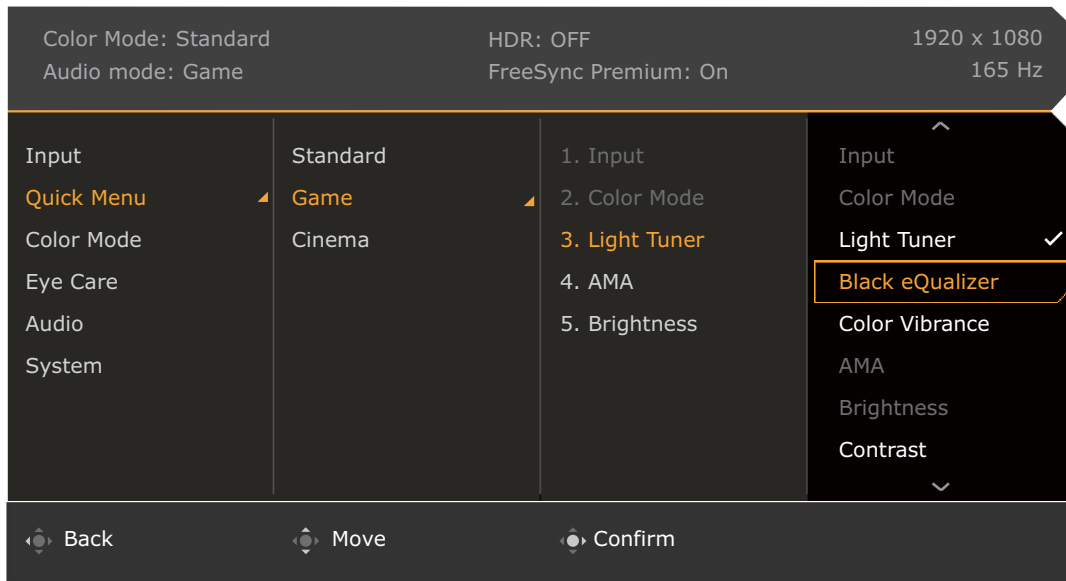 Color Mode: Standard
HDR: OFF
1920 x 1080
Audio mode: Game
FreeSync Premium: On
165 Hz
Input
Quick Menu
Color Mode
Eye Care
Audio
System
Standard
Game
Cinema
1. Input
2. Color Mode
3. Light Tuner
4. AMA
5. Brightness
Input
Color Mode
Light Tuner
Black eQualizer
Color Vibrance
AMA
Brightness
Contrast
Back
Move
Confirm